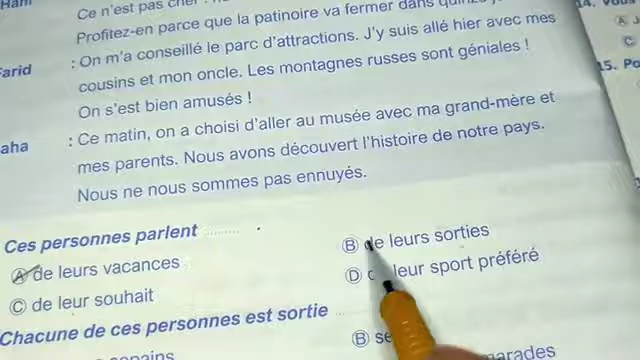 Ce n'est pas cher
Profitez-en parce que la patinoire va fermer dans
Farid : On m'a conseillé le parc d'attractions. J'y suis allé hier avec mes
cousins et mon oncle. Les montagnes russes sont géniales !
On s'est bien amusés !
aha : Ce matin, on a choisi d'aller au musée avec ma grand-mère et
mes parents. Nous avons découvert l'histoire de notre pays.
Nous ne nous sommes pas ennuyés.
Ces personnes parlent ..........
Ⓐ de leurs vacances
Ⓑ de leurs sorties
Ⓒ de leur souhait
Ⓓ leur sport préféré
Chacune de ces personnes est sortie
Ⓑ
14.
Ⓐ
Ⓒ
15. Po